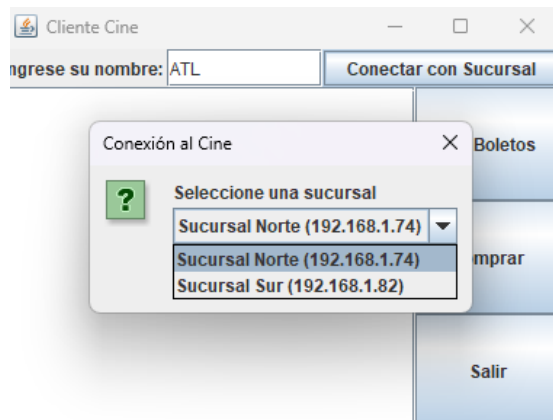 Cliente Cine
ngrese su nombre: ATL Conectar con Sucursal
Conexión al Cine
Boletos
? Seleccione una sucursal
Sucursal Norte (192.168.1.74)
Sucursal Norte (192.168.1.74)
mprar
Sucursal Sur (192.168.1.82)
Salir